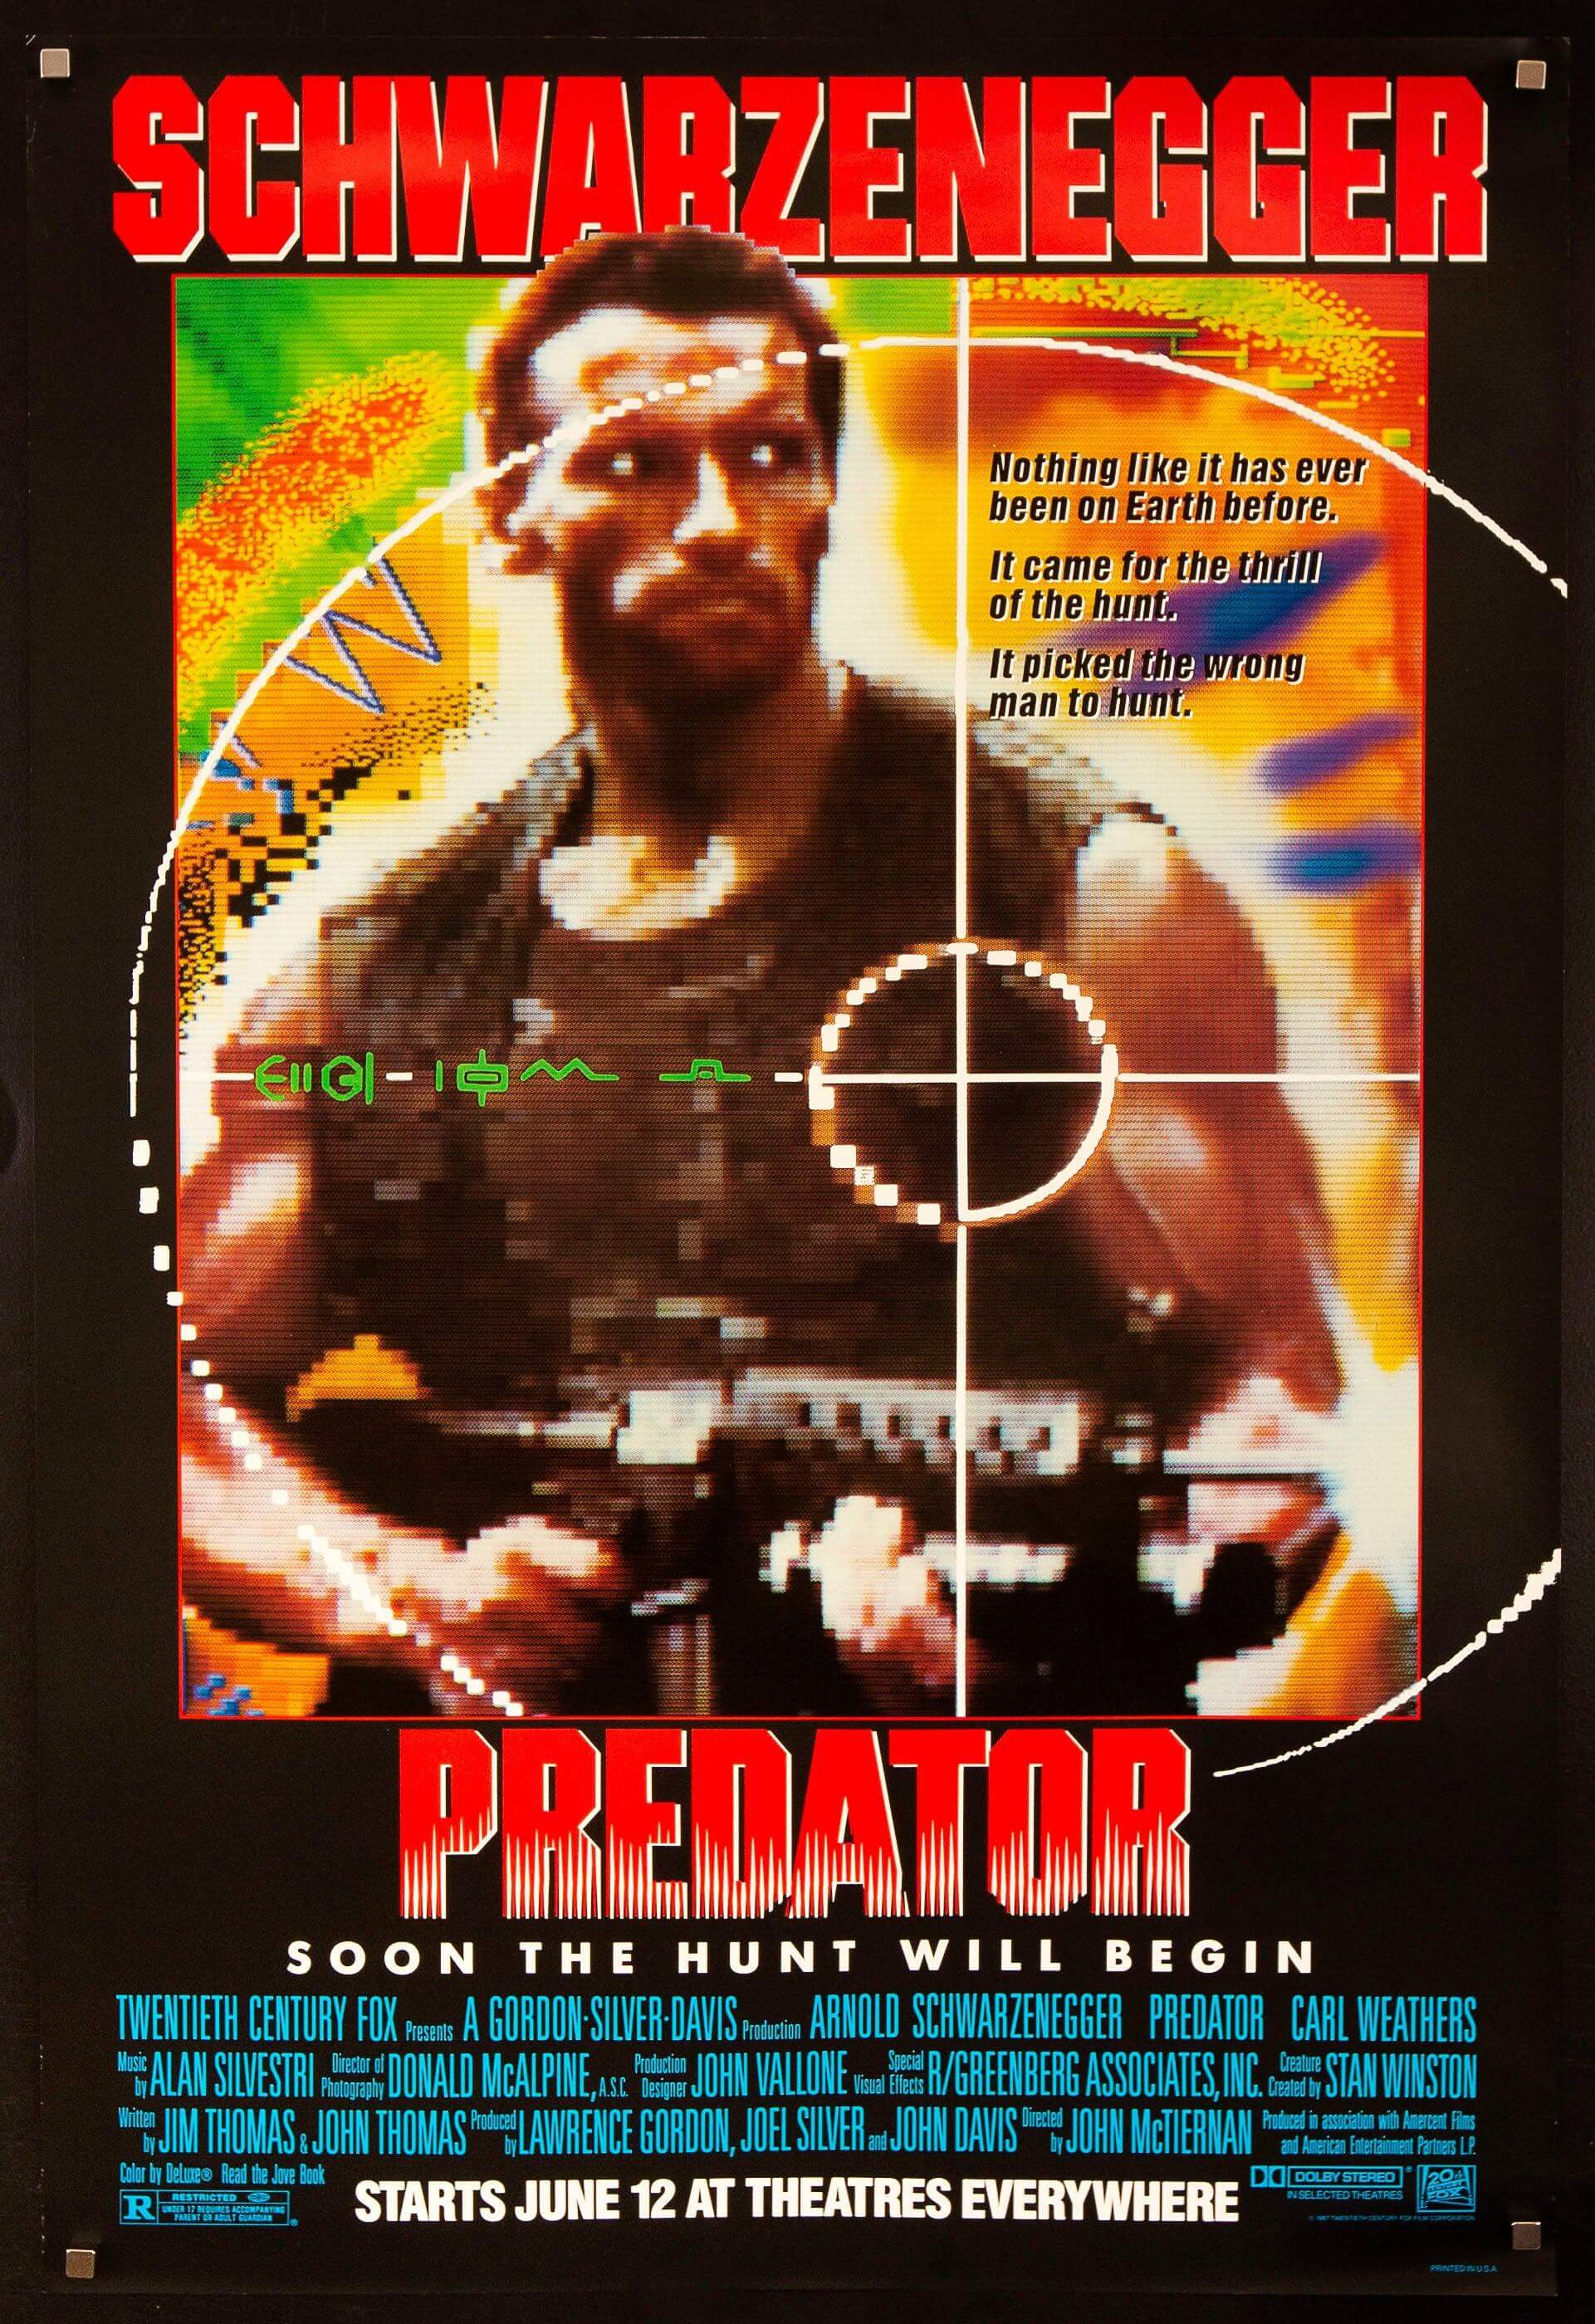 SCHWARZENEGGER
Nothing like it has ever
been on Earth before.
It came for the thrill
of the hunt.
It picked the wrong
man to hunt.
PREDATOR
SOON THE HUNT WILL BEGIN
TWENTIETH CENTURY FOX Presents A GORDON·SILVER·DAVIS Production ARNOLD SCHWARZENEGGER PREDATOR CARL WEATHERS
Music by ALAN SILVESTRI Director of Photography DONALD McALPINE, A.S.C. Production Designer JOHN VALLONE Special Visual Effects R/GREENBERG ASSOCIATES, INC. Creature Created by STAN WINSTON
Written by JIM THOMAS & JOHN THOMAS Produced by LAWRENCE GORDON, JOEL SILVER and JOHN DAVIS Directed by JOHN McTIERNAN Produced in association with Amercent Films and American Entertainment Partners L.P.
Color by DeLuxe® Read the Jove Book
R RESTRICTED
UNDER 17 REQUIRES ACCOMPANYING
PARENT OR ADULT GUARDIAN ®
STARTS JUNE 12 AT THEATRES EVERYWHERE
DOLBY STEREO ®
IN SELECTED THEATRES
20th CENTURY FOX
© 1987 TWENTIETH CENTURY FOX FILM CORPORATION
PRINTED IN U.S.A.